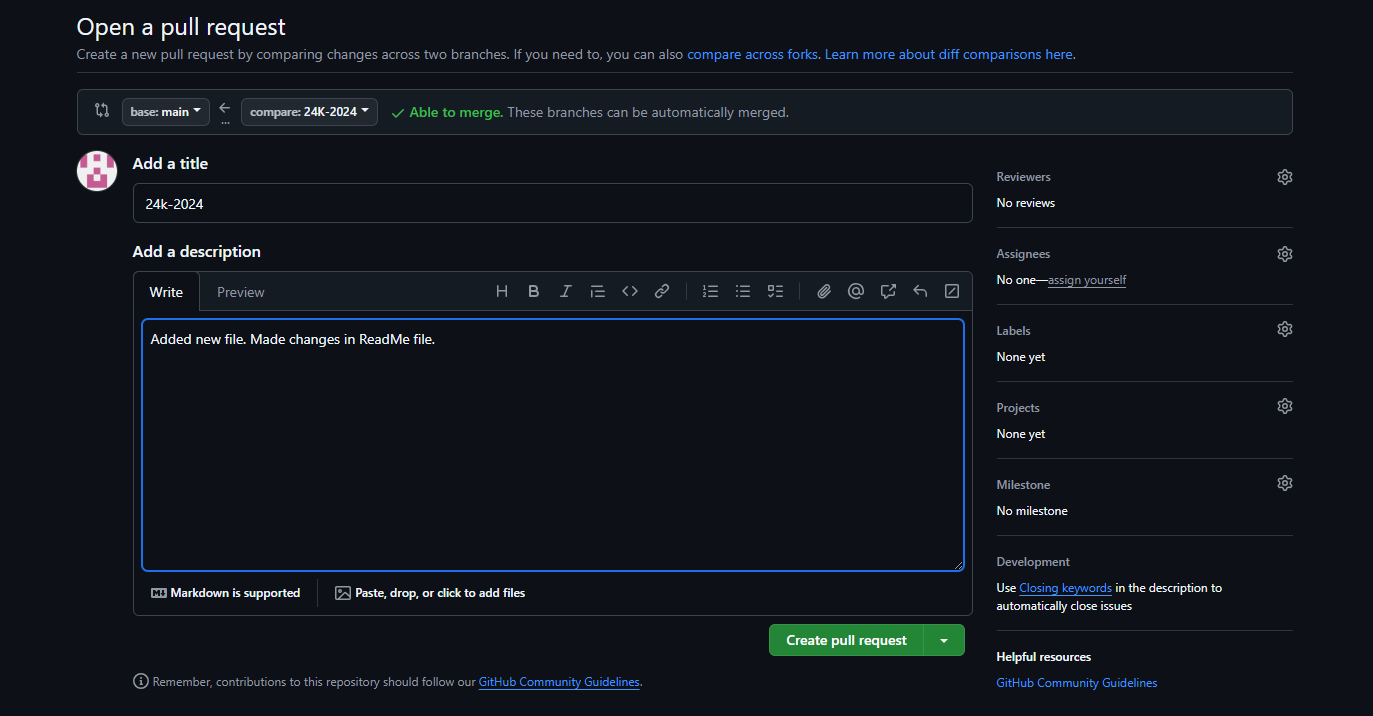 Open a pull request
Create a new pull request by comparing changes across two branches. If you need to, you can also compare across forks. Learn more about diff comparisons here.
base: main
...
compare: 24K-2024
Able to merge. These branches can be automatically merged.
Add a title
24k-2024
Add a description
Write
Preview
Added new file. Made changes in ReadMe file.
Markdown is supported
Paste, drop, or click to add files
Create pull request
Remember, contributions to this repository should follow our GitHub Community Guidelines.
Reviewers
No reviews
Assignees
No one—assign yourself
Labels
None yet
Projects
None yet
Milestone
No milestone
Development
Use Closing keywords in the description to
automatically close issues
Helpful resources
GitHub Community Guidelines